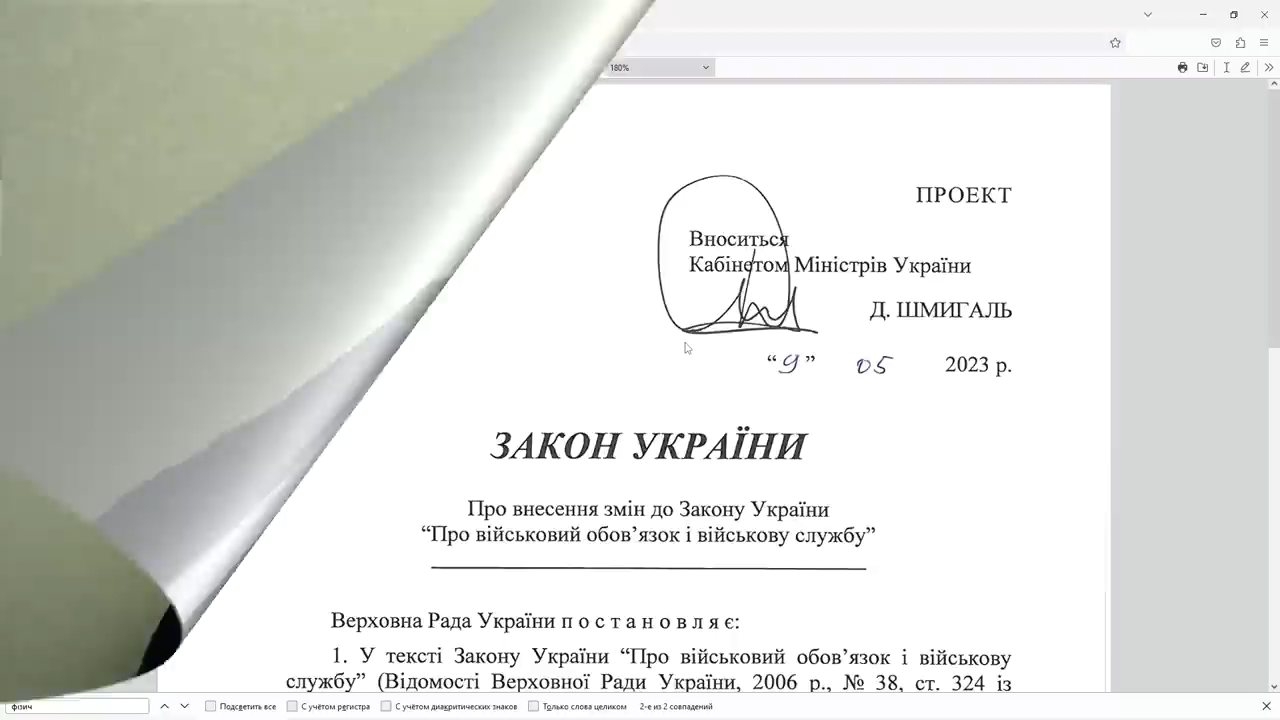 180%
ПРОЕКТ
Вноситься
Кабінетом Міністрів України
Д. ШМИГАЛЬ
“9” 05 2023 р.
ЗАКОН УКРАЇНИ
Про внесення змін до Закону України
“Про військовий обов’язок і військову службу”
Верховна Рада України п о с т а н о в л я є:
1. У тексті Закону України “Про військовий обов’язок і військову
службу” (Відомості Верховної Ради України, 2006 р., № 38, ст. 324 із
фізич Подсветить все С учётом регистра С учётом диакритических знаков Только слова целиком 2-е из 2 совпадений